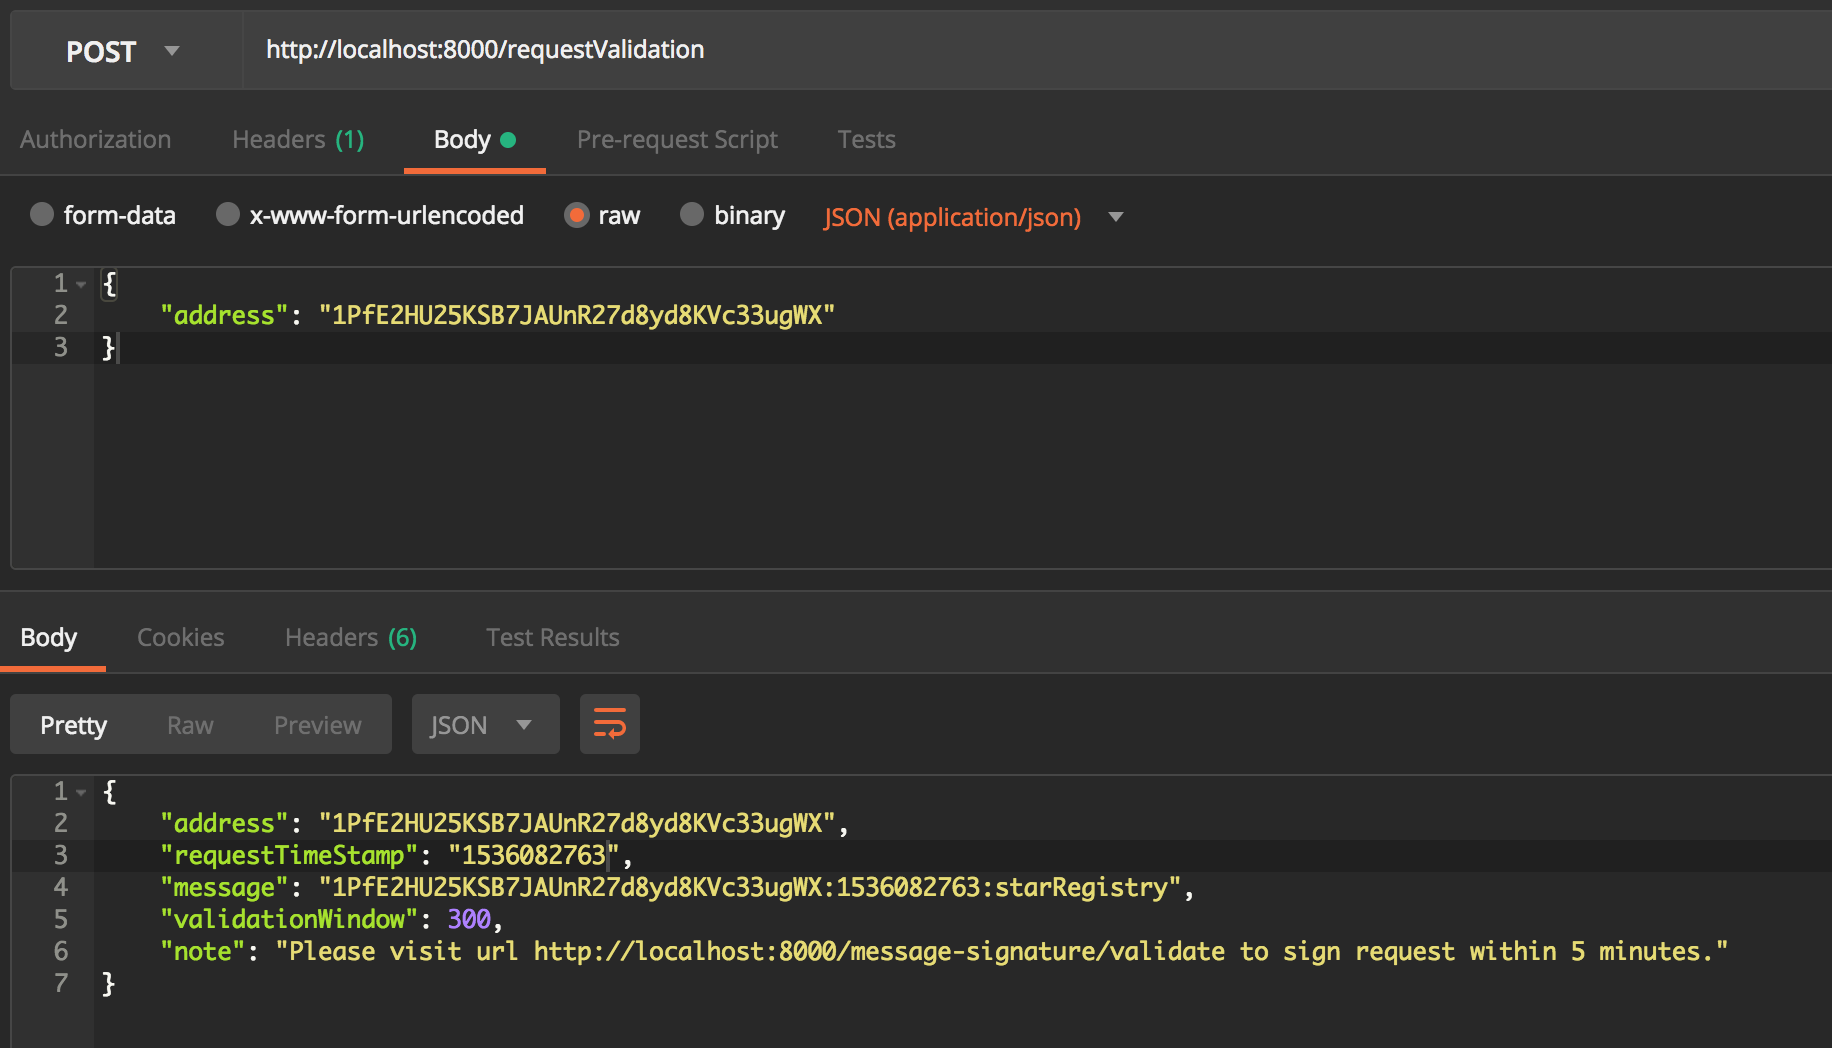 POST http://localhost:8000/requestValidation
Authorization Headers (1) Body Pre-request Script Tests
form-data x-www-form-urlencoded raw binary JSON (application/json)
1 {
2 "address": "1PfE2HU25KSB7JAUnR27d8yd8KVc33ugWX"
3 }
Body Cookies Headers (6) Test Results
Pretty Raw Preview JSON
1 {
2 "address": "1PfE2HU25KSB7JAUnR27d8yd8KVc33ugWX",
3 "requestTimeStamp": "1536082763",
4 "message": "1PfE2HU25KSB7JAUnR27d8yd8KVc33ugWX:1536082763:starRegistry",
5 "validationWindow": 300,
6 "note": "Please visit url http://localhost:8000/message-signature/validate to sign request within 5 minutes."
7 }